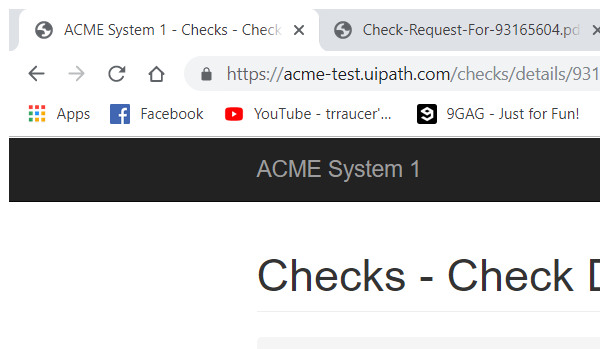 ACME System 1 - Checks - Check
Check-Request-For-93165604.pd
https://acme-test.uipath.com/checks/details/931
Apps Facebook YouTube - trraucer'... 9GAG - Just for Fun!
ACME System 1
Checks - Check D